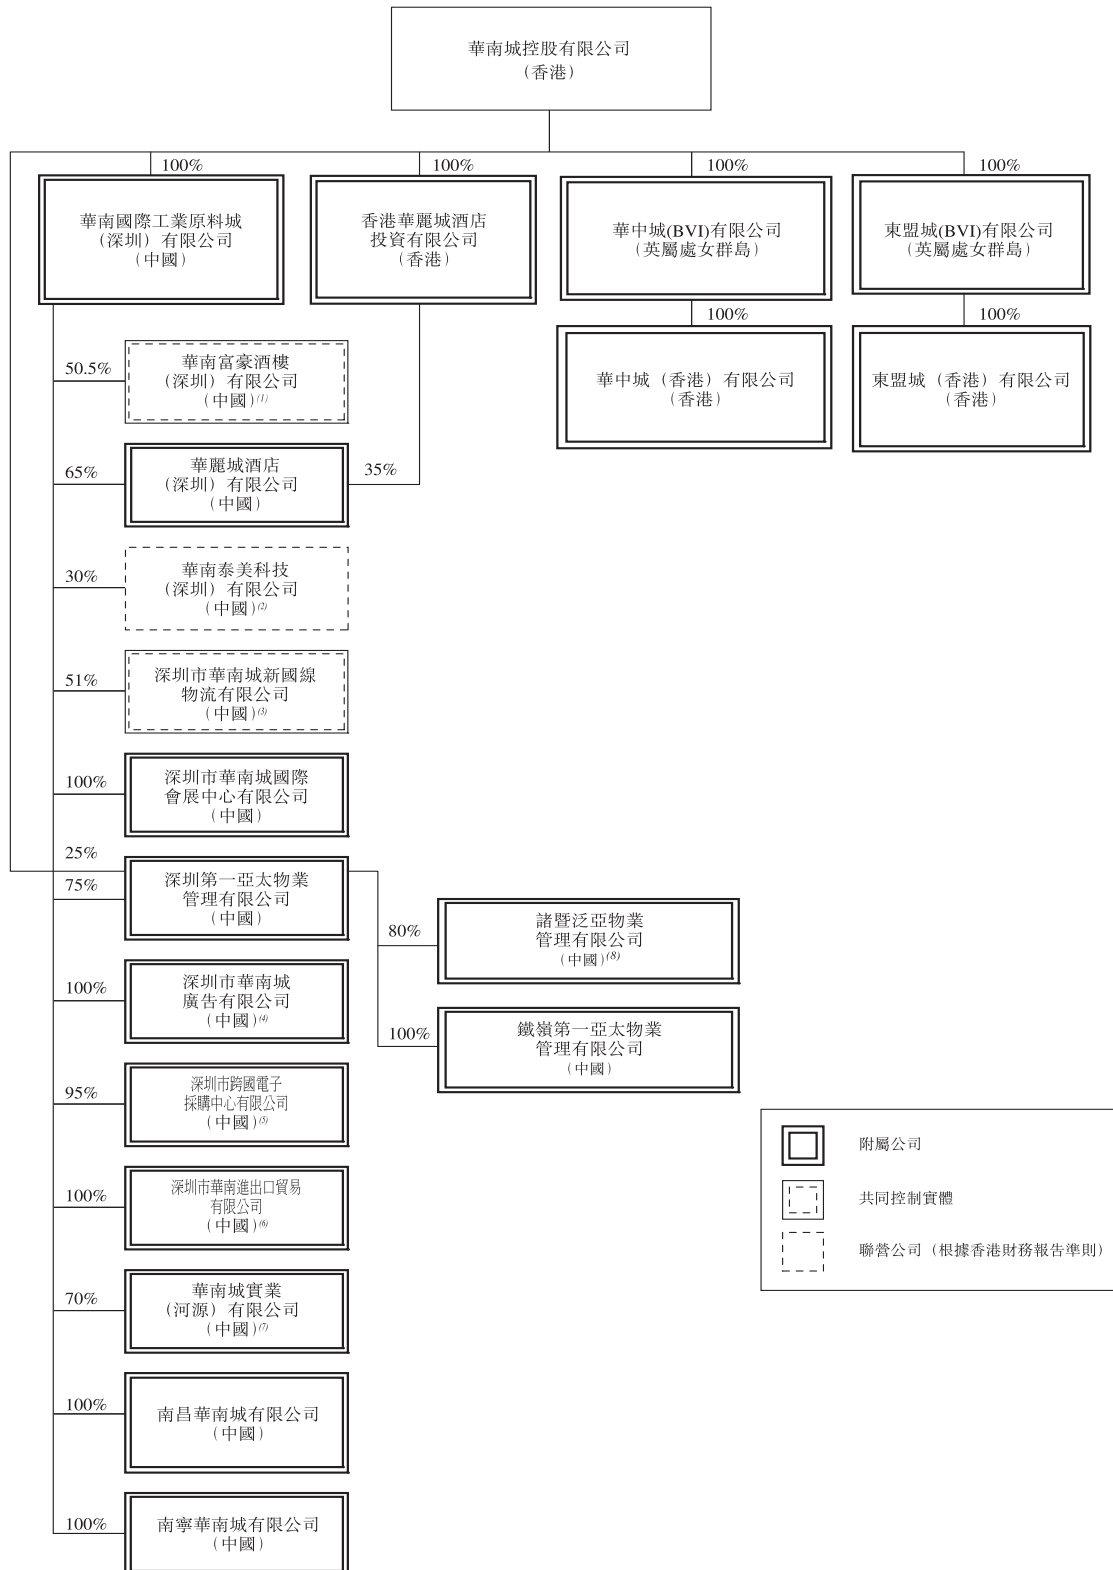 華南城控股有限公司
（香港）
100%
100%
100%
100%
華南國際工業原料城
（深圳）有限公司
（中國）
香港華麗城酒店
投資有限公司
（香港）
華中城(BVI)有限公司
（英屬處女群島）
東盟城(BVI)有限公司
（英屬處女群島）
100%
100%
華中城（香港）有限公司
（香港）
東盟城（香港）有限公司
（香港）
50.5%
華南富豪酒樓
（深圳）有限公司
（中國）(1)
65%
華麗城酒店
（深圳）有限公司
（中國）
35%
30%
華南泰美科技
（深圳）有限公司
（中國）(2)
51%
深圳市華南城新國線
物流有限公司
（中國）(3)
100%
深圳市華南城國際
會展中心有限公司
（中國）
25%
75%
深圳第一亞太物業
管理有限公司
（中國）
80%
諸暨泛亞物業
管理有限公司
（中國）(8)
100%
鐵嶺第一亞太物業
管理有限公司
（中國）
100%
深圳市華南城
廣告有限公司
（中國）(4)
95%
深圳市跨國電子
採購中心有限公司
（中國）(5)
100%
深圳市華南進出口貿易
有限公司
（中國）(6)
70%
華南城實業
（河源）有限公司
（中國）(7)
100%
南昌華南城有限公司
（中國）
100%
南寧華南城有限公司
（中國）
附屬公司
共同控制實體
聯營公司（根據香港財務報告準則）